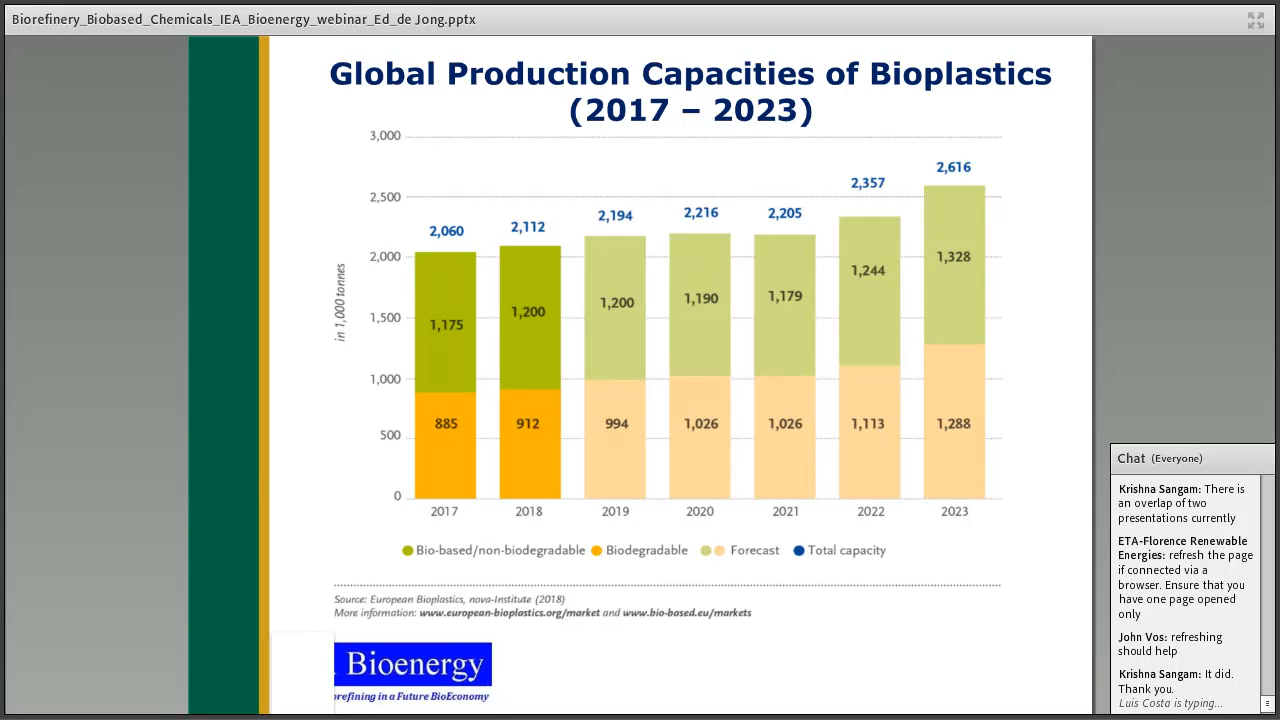 Biorefinery_Biobased_Chemicals_IEA_Bioenergy_webinar_Ed_de Jong.pptx
Global Production Capacities of Bioplastics
(2017 – 2023)
3,000
2,500
2,000
1,500
1,000
500
0
in 1,000 tonnes
2,060
2,112
2,194
2,216
2,205
2,357
2,616
1,175
1,200
1,200
1,190
1,179
1,244
1,328
885
912
994
1,026
1,026
1,113
1,288
2017
2018
2019
2020
2021
2022
2023
Bio-based/non-biodegradable Biodegradable Forecast Total capacity
Source: European Bioplastics, nova-Institute (2018)
More information: www.european-bioplastics.org/market and www.bio-based.eu/markets
Bioenergy
orefining in a Future BioEconomy
Chat (Everyone)
Krishna Sangam: There is
an overlap of two
presentations currently
ETA-Florence Renewable
Energies: refresh the page
if connected via a
browser. Ensure that you
have one page opened
only
John Vos: refreshing
should help
Krishna Sangam: It did.
Thank you.
Luis Costa is typing...